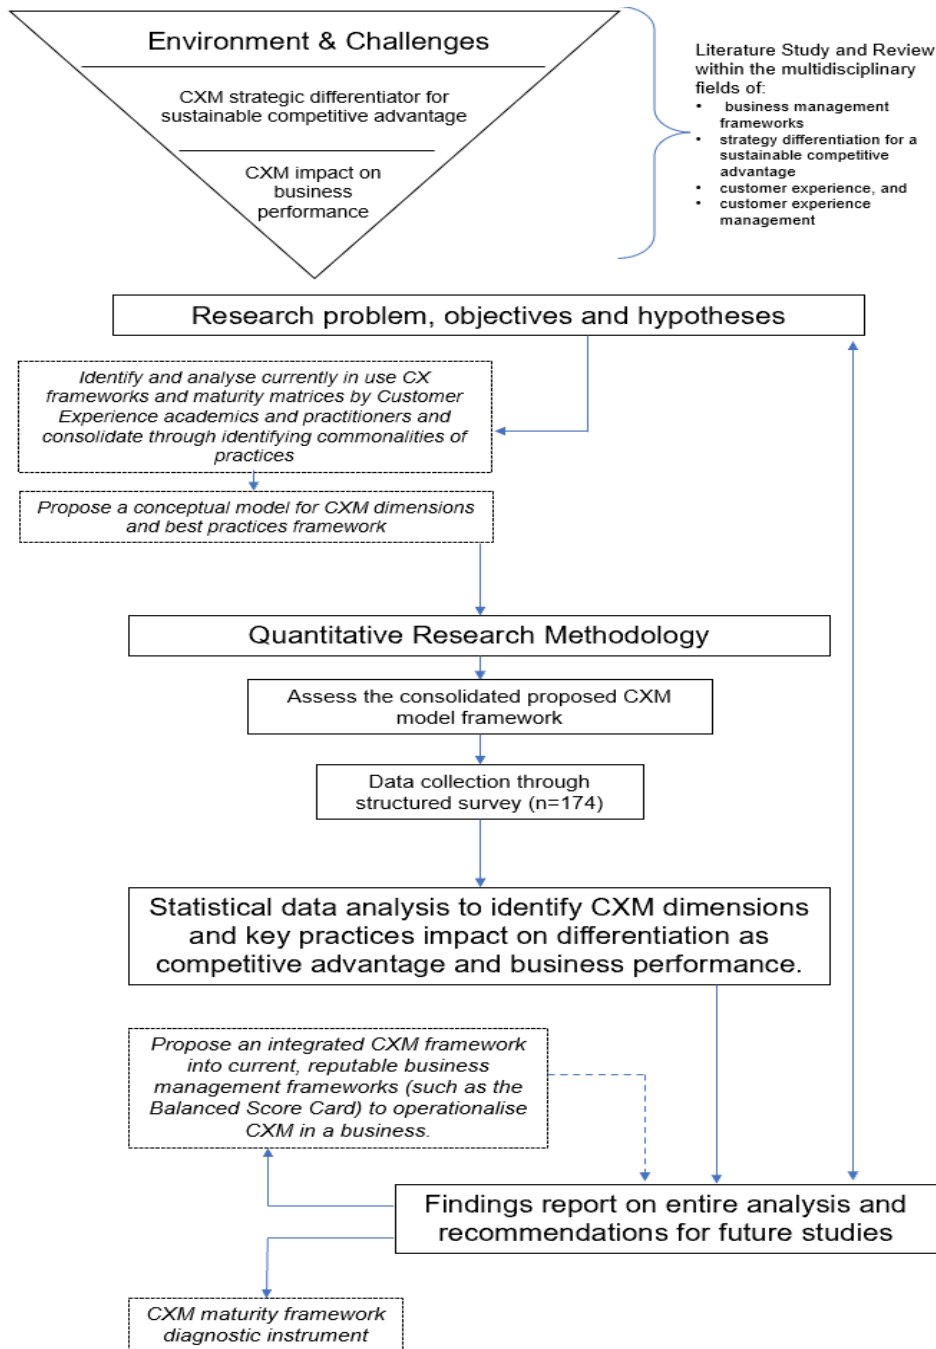 Environment & Challenges
CXM strategic differentiator for
sustainable competitive advantage
CXM impact on
business
performance
Literature Study and Review
within the multidisciplinary
fields of:
• business management
frameworks
• strategy differentiation for a
sustainable competitive
advantage
• customer experience, and
• customer experience
management
Research problem, objectives and hypotheses
Identify and analyse currently in use CX
frameworks and maturity matrices by Customer
Experience academics and practitioners and
consolidate through identifying commonalities of
practices
Propose a conceptual model for CXM dimensions
and best practices framework
Quantitative Research Methodology
Assess the consolidated proposed CXM
model framework
Data collection through
structured survey (n=174)
Statistical data analysis to identify CXM dimensions
and key practices impact on differentiation as
competitive advantage and business performance.
Propose an integrated CXM framework
into current, reputable business
management frameworks (such as the
Balanced Score Card) to operationalise
CXM in a business.
Findings report on entire analysis and
recommendations for future studies
CXM maturity framework
diagnostic instrument